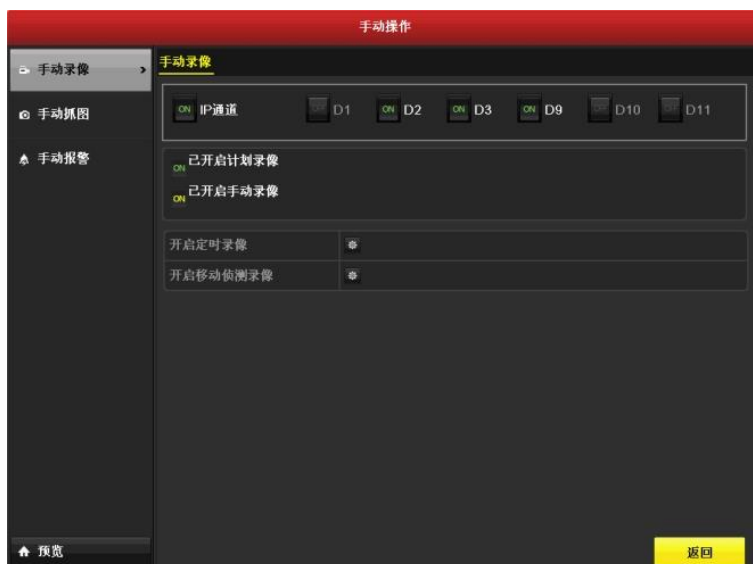 手动操作
手动录像
手动抓图
手动报警
预览
手动录像
ON IP通道 OFF D1 ON D2 ON D3 ON D9 OFF D10 OFF D11
ON 已开启计划录像
ON 已开启手动录像
开启定时录像
开启移动侦测录像
返回